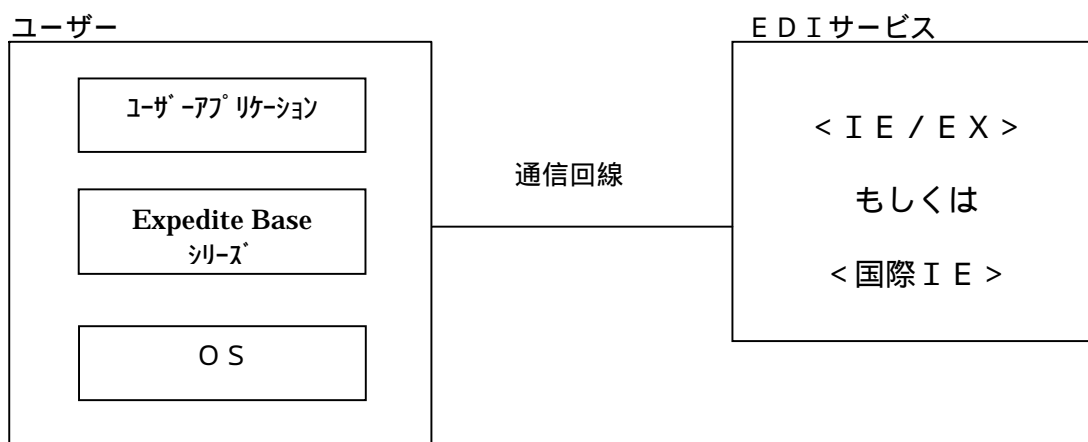 ユーザー
ＥＤＩサービス
ﾕｰｻﾞｰｱﾌﾟﾘｹｰｼｮﾝ
Expedite Base
ｼﾘｰｽﾞ
ＯＳ
通信回線
＜ＩＥ/ＥＸ＞
もしくは
＜国際ＩＥ＞